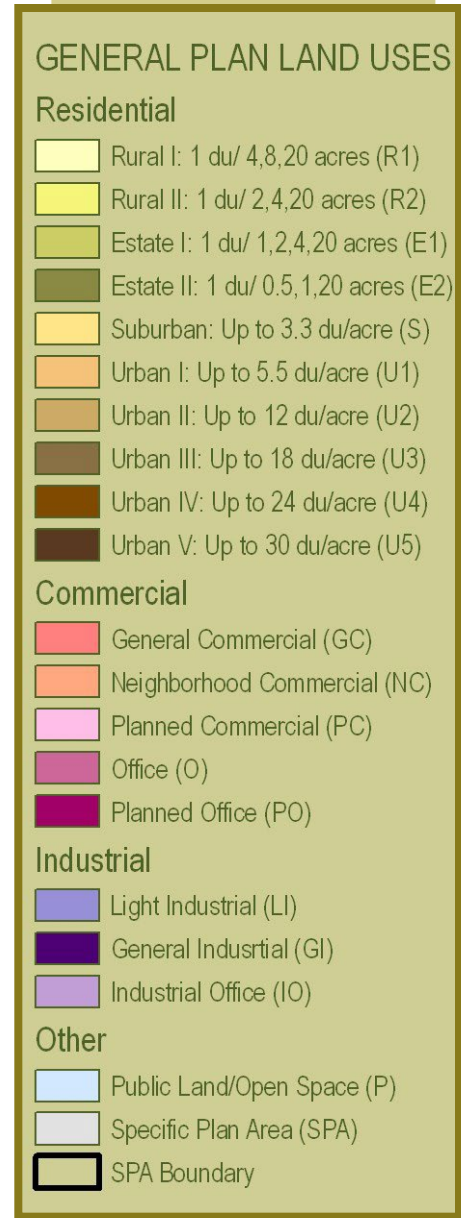 GENERAL PLAN LAND USES
Residential
Rural I: 1 du/ 4,8,20 acres (R1)
Rural II: 1 du/ 2,4,20 acres (R2)
Estate I: 1 du/ 1,2,4,20 acres (E1)
Estate II: 1 du/ 0.5,1,20 acres (E2)
Suburban: Up to 3.3 du/acre (S)
Urban I: Up to 5.5 du/acre (U1)
Urban II: Up to 12 du/acre (U2)
Urban III: Up to 18 du/acre (U3)
Urban IV: Up to 24 du/acre (U4)
Urban V: Up to 30 du/acre (U5)
Commercial
General Commercial (GC)
Neighborhood Commercial (NC)
Planned Commercial (PC)
Office (O)
Planned Office (PO)
Industrial
Light Industrial (LI)
General Indusrtial (GI)
Industrial Office (IO)
Other
Public Land/Open Space (P)
Specific Plan Area (SPA)
SPA Boundary